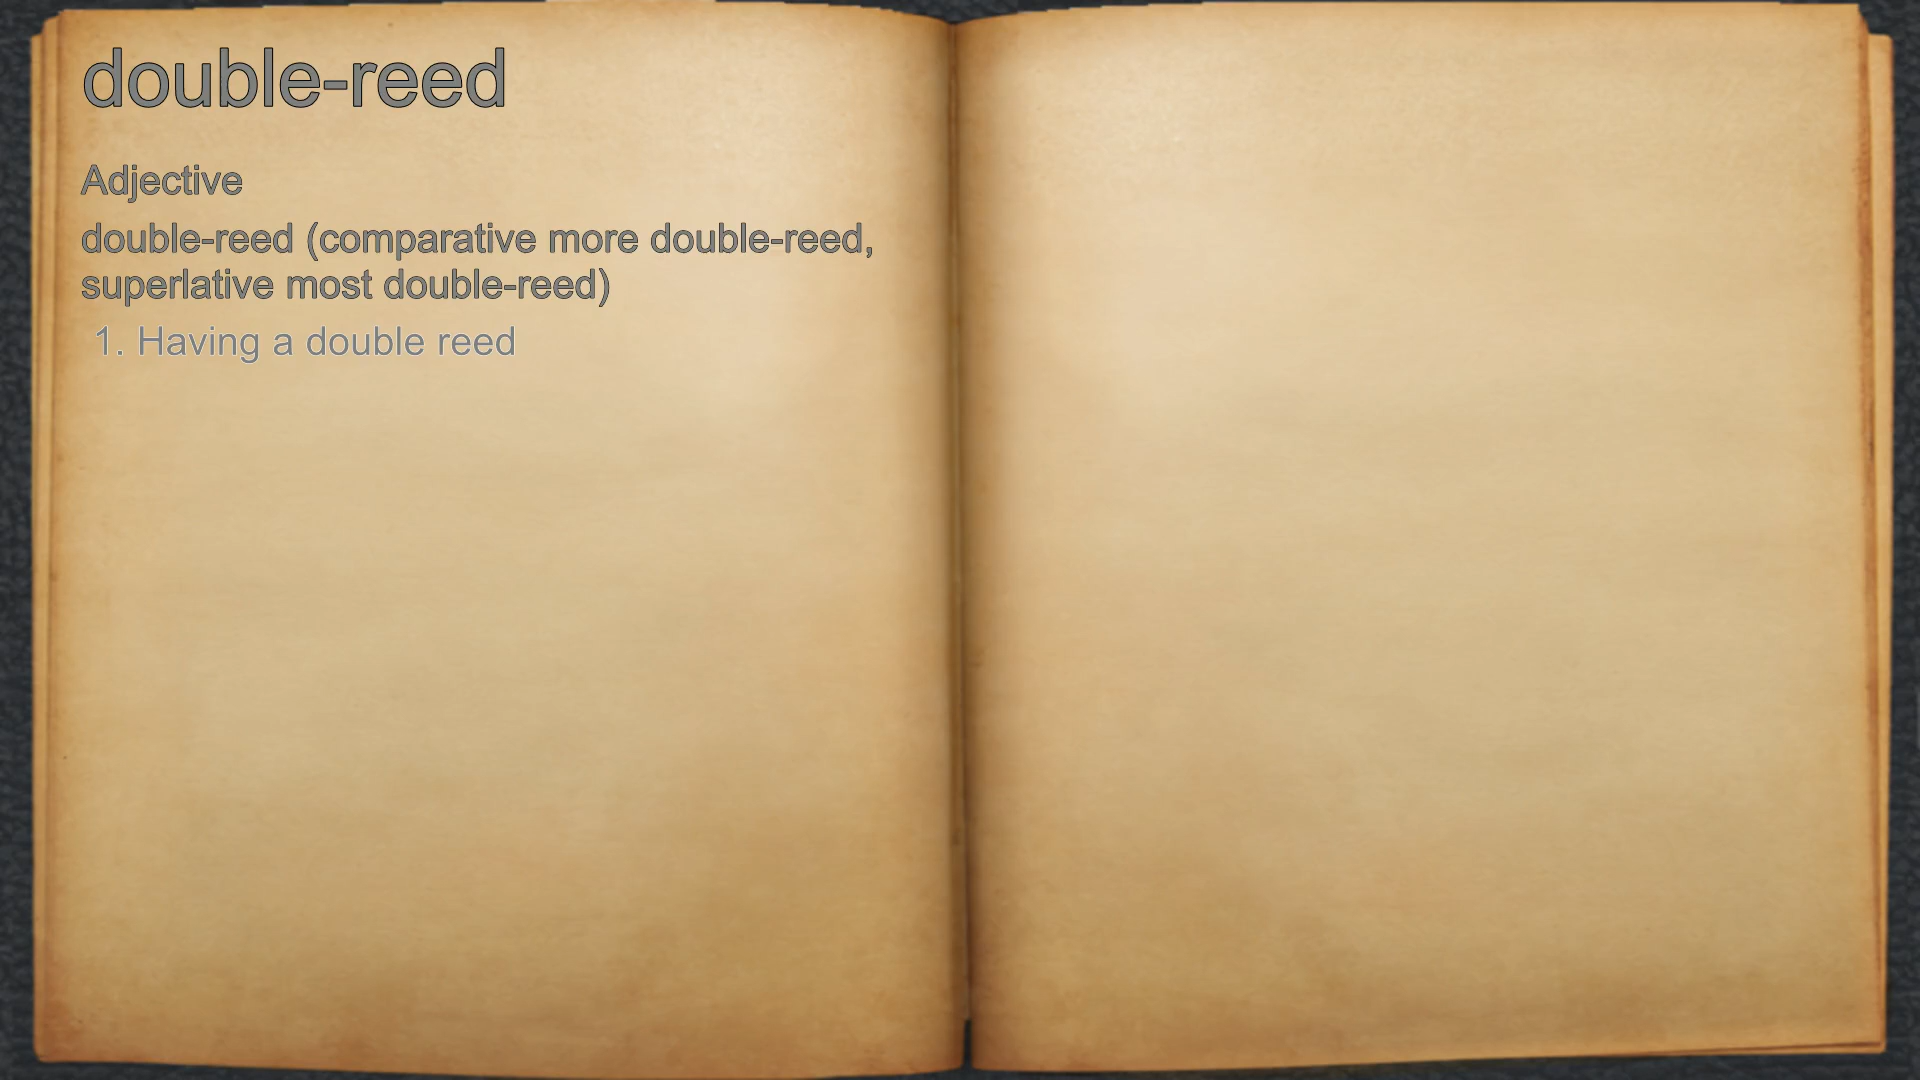 double-reed
Adjective
double-reed (comparative more double-reed,
superlative most double-reed)
1. Having a double reed